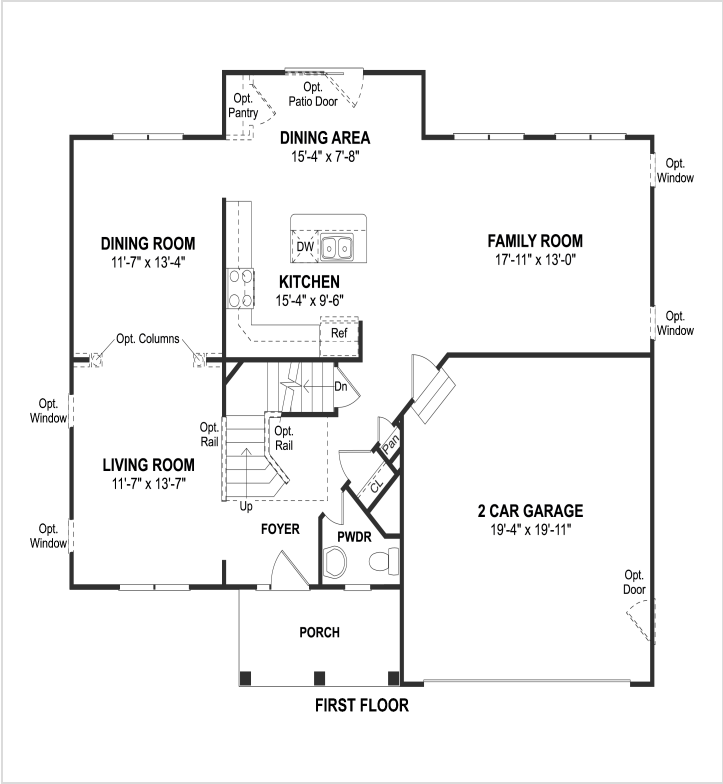 Opt.
Pantry
Opt.
Patio Door
DINING AREA
15'-4" x 7'-8"
Opt.
Window
DINING ROOM
11'-7" x 13'-4"
DW
FAMILY ROOM
17'-11" x 13'-0"
KITCHEN
15'-4" x 9'-6"
Opt.
Window
Opt. Columns
Ref
Dn
Opt.
Window
Opt.
Rail
Opt.
Rail
Pan
LIVING ROOM
11'-7" x 13'-7"
CL
Up
Opt.
Window
FOYER
PWDR
2 CAR GARAGE
19'-4" x 19'-11"
Opt.
Door
PORCH
FIRST FLOOR